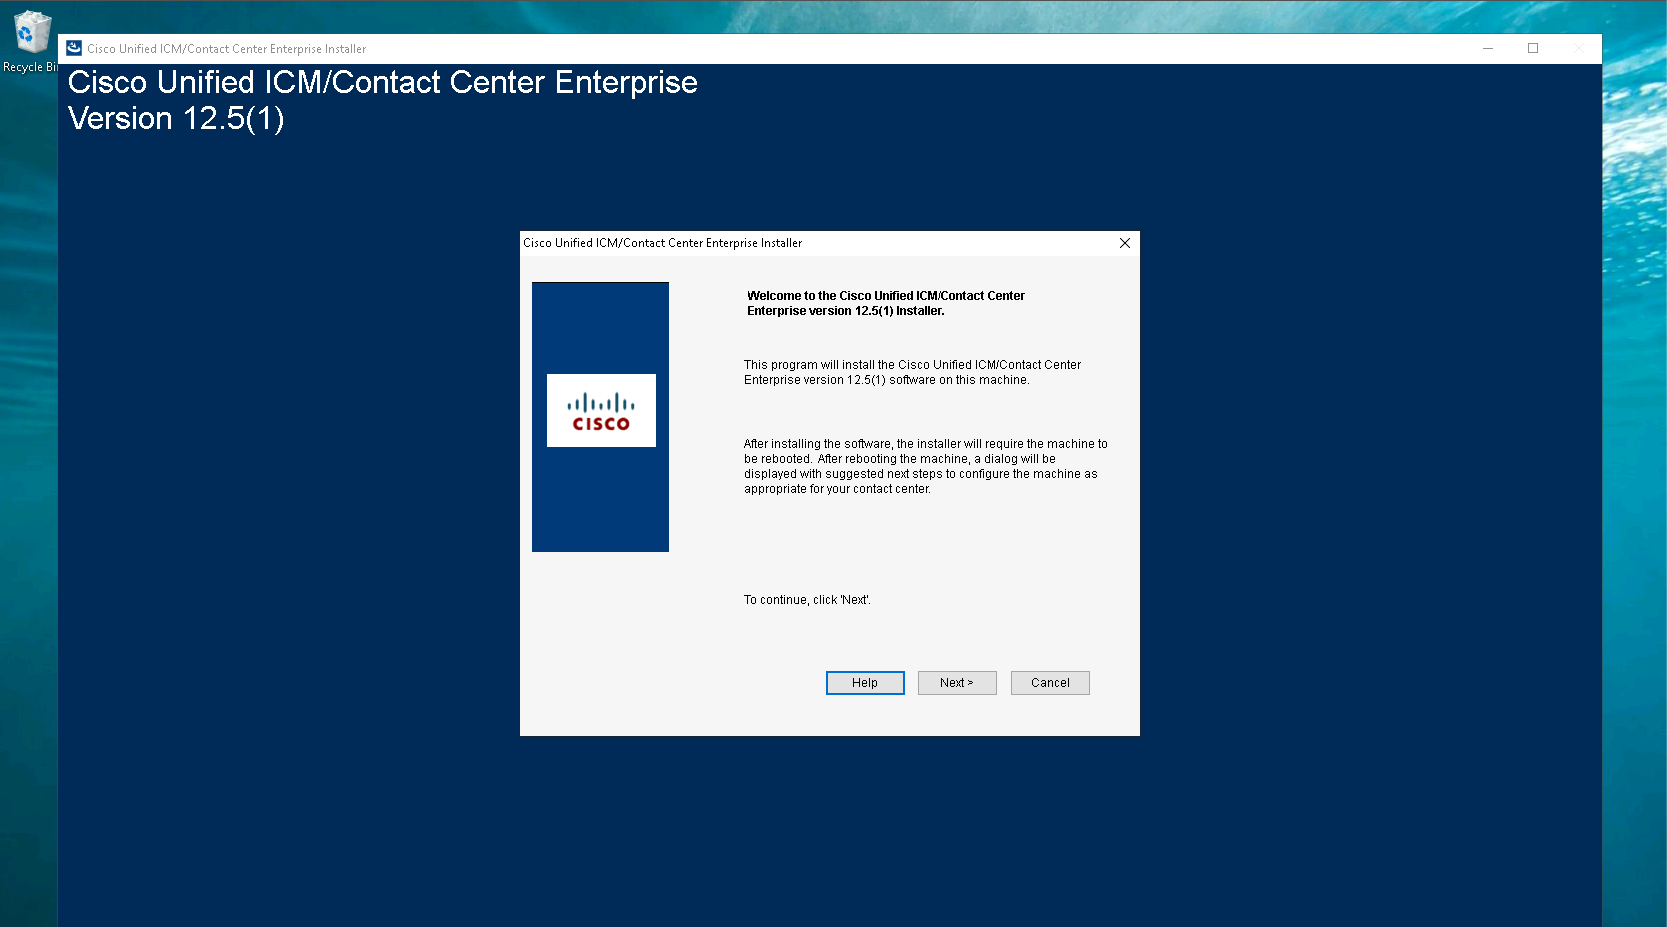 Recycle Bi
Cisco Unified ICM/Contact Center Enterprise Installer
Cisco Unified ICM/Contact Center Enterprise
Version 12.5(1)
Cisco Unified ICM/Contact Center Enterprise Installer
CISCO
Welcome to the Cisco Unified ICM/Contact Center
Enterprise version 12.5(1) Installer.
This program will install the Cisco Unified ICM/Contact Center
Enterprise version 12.5(1) software on this machine.
After installing the software, the installer will require the machine to
be rebooted. After rebooting the machine, a dialog will be
displayed with suggested next steps to configure the machine as
appropriate for your contact center.
To continue, click 'Next'.
Help
Next >
Cancel